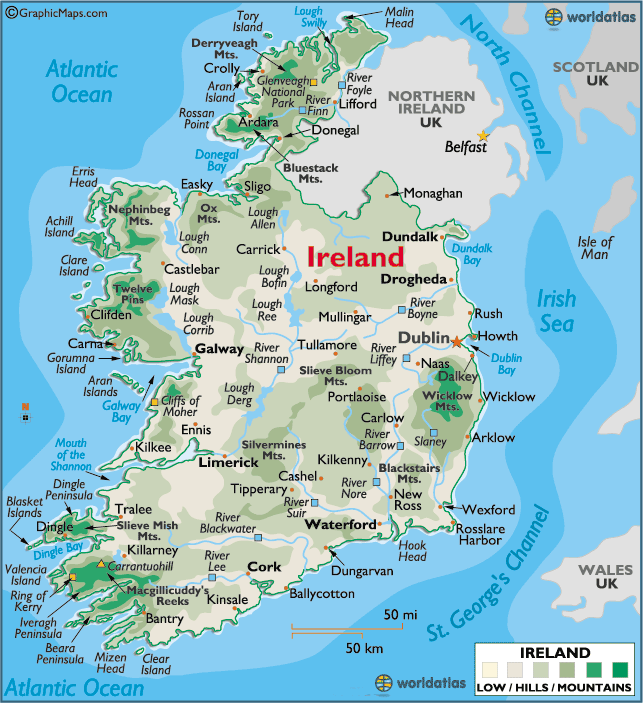 ©GraphicMaps.com
worldatlas
Tory
Island
Lough
Swilly
Malin
Head
North Channel
SCOTLAND
UK
Atlantic
Ocean
Derryveagh
Mts.
Crolly
Glenveagh
National
Park
Aran
Island
River
Foyle
River
Finn
Lifford
NORTHERN
IRELAND
UK
Rossan
Point
Ardara
Donegal
Belfast
Donegal
Bay
Bluestack
Mts.
Erris
Head
Easky
Sligo
Monaghan
Nephinbeg
Mts.
Ox
Mts.
Lough
Allen
Achill
Island
Lough
Conn
Carrick
Dundalk
Dundalk
Bay
Isle of
Man
Clare
Island
Castlebar
Ireland
Lough
Bofin
Drogheda
Twelve
Pins
Lough
Mask
Longford
Clifden
Lough
Corrib
Lough
Ree
Mullingar
River
Boyne
Rush
Irish
Sea
Carna
Gorumna
Island
Galway
River
Shannon
Tullamore
River
Liffey
Dublin
Howth
Dublin
Bay
Naas
Dalkey
Aran
Islands
Galway
Bay
Cliffs of
Moher
Lough
Derg
Slieve Bloom
Mts.
Portlaoise
Wicklow
Mts.
Wicklow
Ennis
Carlow
River
Barrow
Slaney
Arklow
Mouth
of the
Shannon
Kilkee
Limerick
Silvermines
Mts.
Kilkenny
Blackstairs
Mts.
Cashel
Tipperary
River
Nore
New
Ross
River
Suir
Waterford
Wexford
Rosslare
Harbor
Hook
Head
Dingle
Peninsula
Blasket
Islands
Tralee
Dingle
Slieve Mish
Mts.
River
Blackwater
Dingle Bay
Killarney
Carrantuohill
Valencia
Island
Ring of
Kerry
Macgillicuddy's
Reeks
River
Lee
Cork
Dungarvan
Ballycotton
Kinsale
Iveragh
Peninsula
Bantry
Beara
Peninsula
Mizen
Head
Clear
Island
St. George's Channel
WALES
UK
50 mi
50 km
Atlantic Ocean
worldatlas
IRELAND
LOW / HILLS / MOUNTAINS